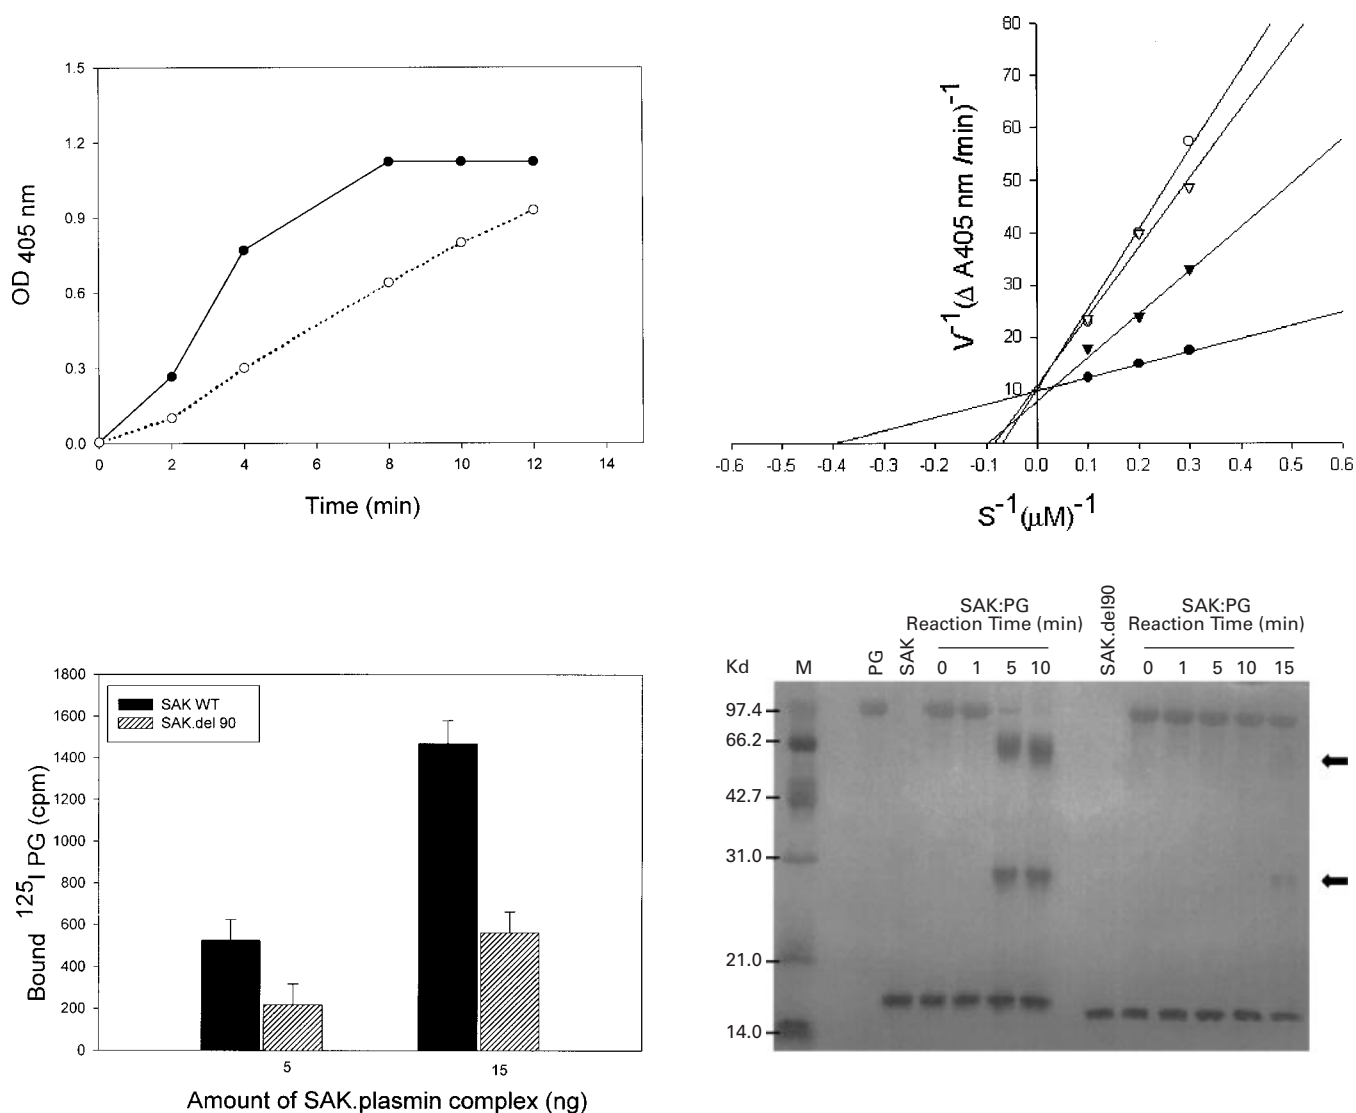 1.5
1.2
0.9
0.6
0.3
0.0
0 2 4 6 8 10 12 14
OD 405 nm
Time (min)
80
70
60
50
40
30
20
10
-0.6 -0.5 -0.4 -0.3 -0.2 -0.1 0.0 0.1 0.2 0.3 0.4 0.5 0.6
V-1(Δ A405 nm /min)-1
S-1(μM)-1
1800
1600
1400
1200
1000
800
600
400
200
0
SAK WT
SAK.del 90
5 15
Bound 125I PG (cpm)
Amount of SAK.plasmin complex (ng)
SAK:PG
Reaction Time (min)
SAK:PG
Reaction Time (min)
Kd M PG SAK 0 1 5 10 SAK.del90 0 1 5 10 15
97.4
66.2
42.7
31.0
21.0
14.0